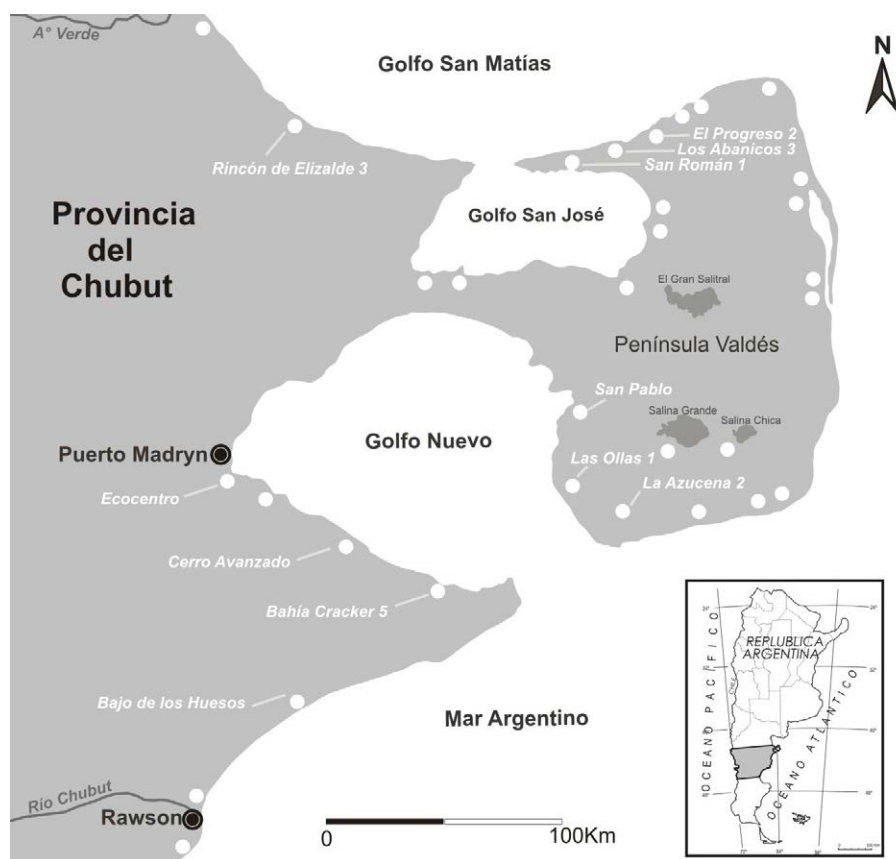 A° Verde
Golfo San Matías
N
Rincón de Elizalde 3
El Progreso 2
Los Abanicos 3
San Román 1
Provincia
del
Chubut
Golfo San José
El Gran Salitral
Península Valdés
San Pablo
Salina Grande
Salina Chica
Puerto Madryn
Golfo Nuevo
Las Ollas 1
La Azucena 2
Ecocentro
Cerro Avanzado
Bahía Cracker 5
Bajo de los Huesos
Mar Argentino
Río Chubut
Rawson
0
100Km
REPLUBLICA
ARGENTINA
OCEANO PACÍFICO
OCEANO ATLANTICO
CHILE